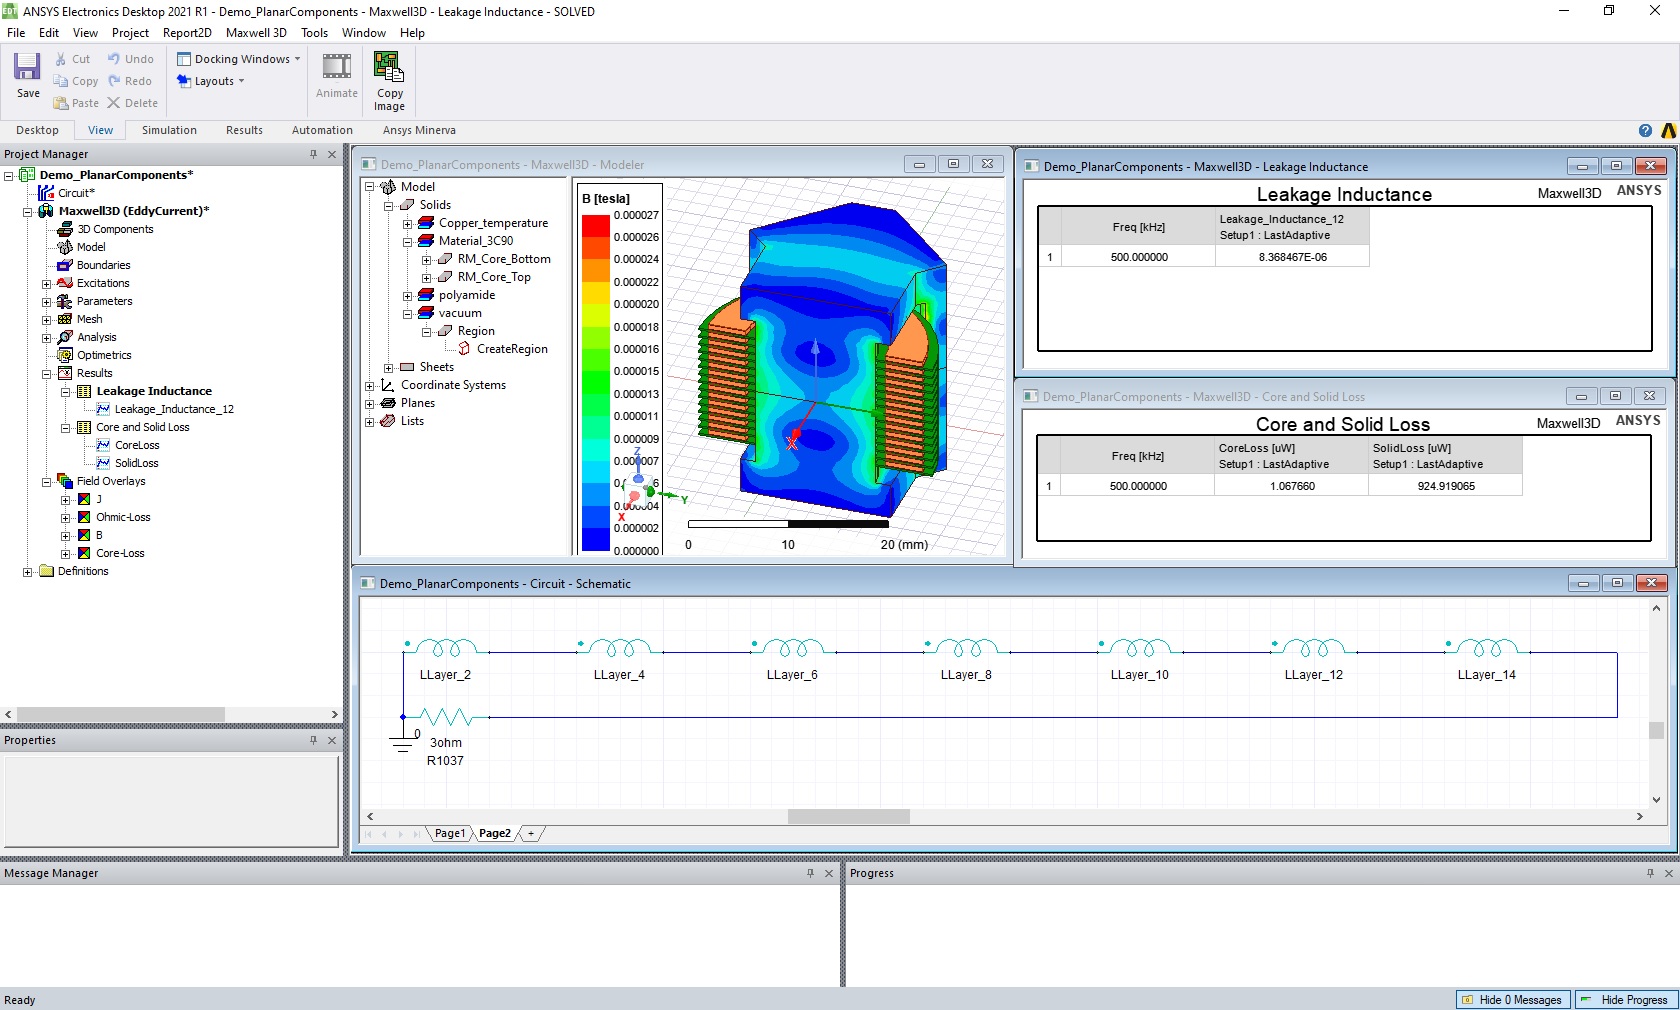 ANSYS Electronics Desktop 2021 R1 - Demo_PlanarComponents - Maxwell3D - Leakage Inductance - SOLVED
File Edit View Project Report2D Maxwell 3D Tools Window Help
Save
Cut
Copy
Paste
Undo
Redo
Delete
Docking Windows
Layouts
Animate
Copy
Image
Desktop View Simulation Results Automation Ansys Minerva
Project Manager
Demo_PlanarComponents*
Circuit*
Maxwell3D (EddyCurrent)*
3D Components
Model
Boundaries
Excitations
Parameters
Mesh
Analysis
Optimetrics
Results
Leakage Inductance
Leakage_Inductance_12
Core and Solid Loss
CoreLoss
SolidLoss
Field Overlays
J
Ohmic-Loss
B
Core-Loss
Definitions
Properties
Demo_PlanarComponents - Maxwell3D - Modeler
Model
Solids
Copper_temperature
Material_3C90
RM_Core_Bottom
RM_Core_Top
polyamide
vacuum
Region
CreateRegion
Sheets
Coordinate Systems
Planes
Lists
B [tesla]
0.000027
0.000026
0.000024
0.000022
0.000020
0.000018
0.000016
0.000015
0.000013
0.000011
0.000009
0.000002
0.000000
X
Z
Y
X
0 10 20 (mm)
Demo_PlanarComponents - Maxwell3D - Leakage Inductance
Leakage Inductance Maxwell3D ANSYS
Freq [kHz] Leakage_Inductance_12
Setup1 : LastAdaptive
1 500.000000 8.368467E-06
Demo_PlanarComponents - Maxwell3D - Core and Solid Loss
Core and Solid Loss Maxwell3D ANSYS
Freq [kHz] CoreLoss [uW] SolidLoss [uW]
Setup1 : LastAdaptive Setup1 : LastAdaptive
1 500.000000 1.067660 924.919065
Demo_PlanarComponents - Circuit - Schematic
LLayer_2 LLayer_4 LLayer_6 LLayer_8 LLayer_10 LLayer_12 LLayer_14
0
3ohm
R1037
Page1 Page2 +
Message Manager
Progress
Ready
Hide 0 Messages Hide Progress